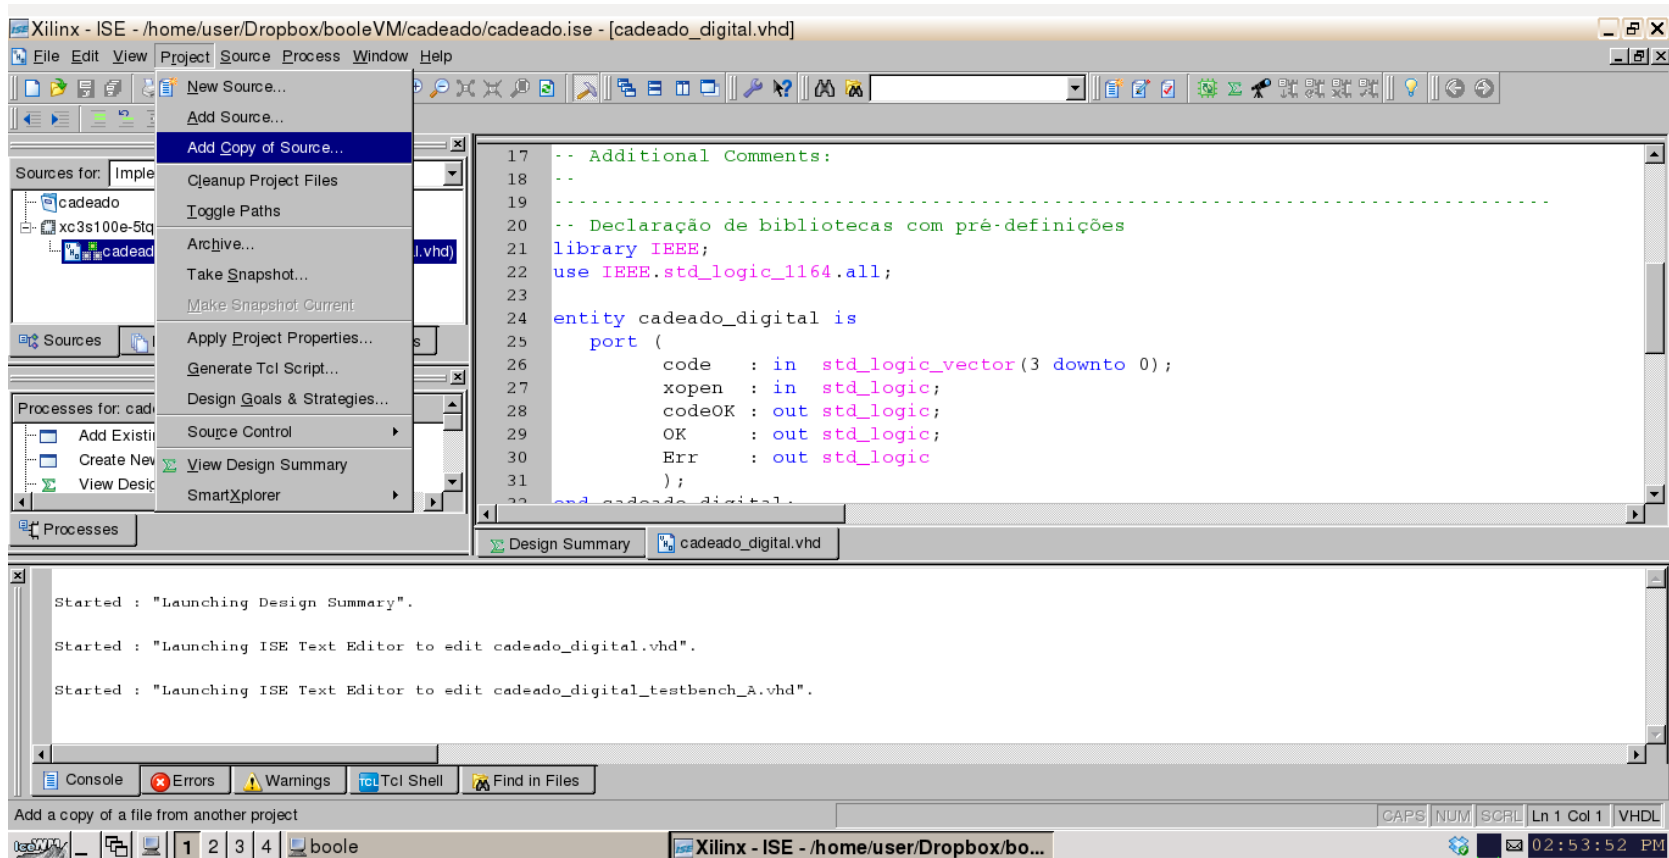 Xilinx - ISE - /home/user/Dropbox/booleVM/cadeado/cadeado.ise - [cadeado_digital.vhd]
File Edit View Project Source Process Window Help
New Source...
Add Source...
Add Copy of Source...
Cleanup Project Files
Toggle Paths
Archive...
Take Snapshot...
Make Snapshot Current
Apply Project Properties...
Generate Tcl Script...
Design Goals & Strategies...
Source Control
View Design Summary
SmartXplorer
Sources for: Imple
cadeado
xc3s100e-5tq
cadead l.vhd)
Sources s
Processes for: cad
Add Existi
Create New
View Desig
Processes
17 -- Additional Comments:
18 --
19 ----------------------------------------------------------------------------------
20 -- Declaração de bibliotecas com pré-definições
21 library IEEE;
22 use IEEE.std_logic_1164.all;
23
24 entity cadeado_digital is
25 port (
26 code : in std_logic_vector(3 downto 0);
27 xopen : in std_logic;
28 codeOK : out std_logic;
29 OK : out std_logic;
30 Err : out std_logic
31 );
32 end cadeado_digital;
Design Summary cadeado_digital.vhd
Started : "Launching Design Summary".
Started : "Launching ISE Text Editor to edit cadeado_digital.vhd".
Started : "Launching ISE Text Editor to edit cadeado_digital_testbench_A.vhd".
Console Errors Warnings TCL Tcl Shell Find in Files
Add a copy of a file from another project
CAPS NUM SCRL Ln 1 Col 1 VHDL
1 2 3 4 boole Xilinx - ISE - /home/user/Dropbox/bo... 02:53:52 PM